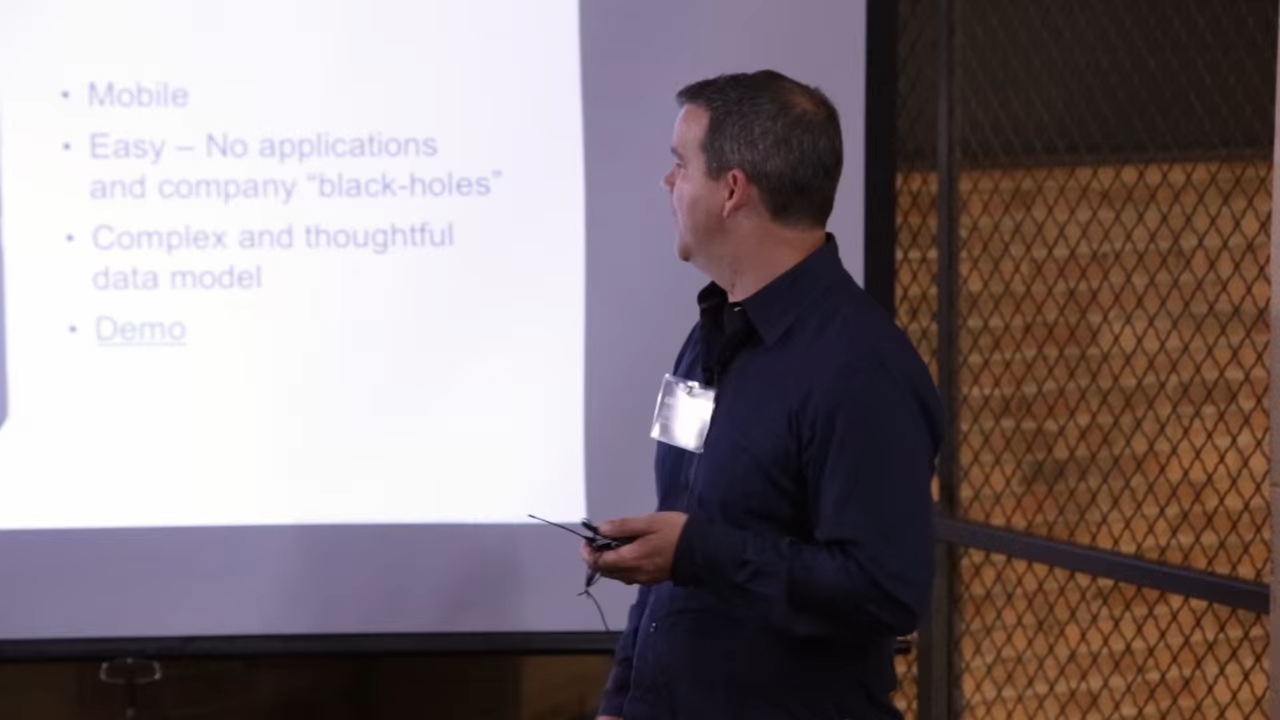 • Mobile
• Easy – No applications
and company “black-holes”
• Complex and thoughtful
data model
• Demo